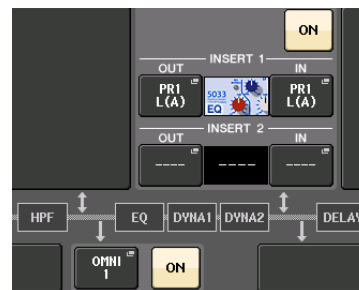 ON
INSERT 1
OUT IN
PR1
L(A)
5033
EQ
PR1
L(A)
INSERT 2
OUT IN
---- ---- ----
HPF EQ DYNA1 DYNA2 DELA
OMNI
1
ON